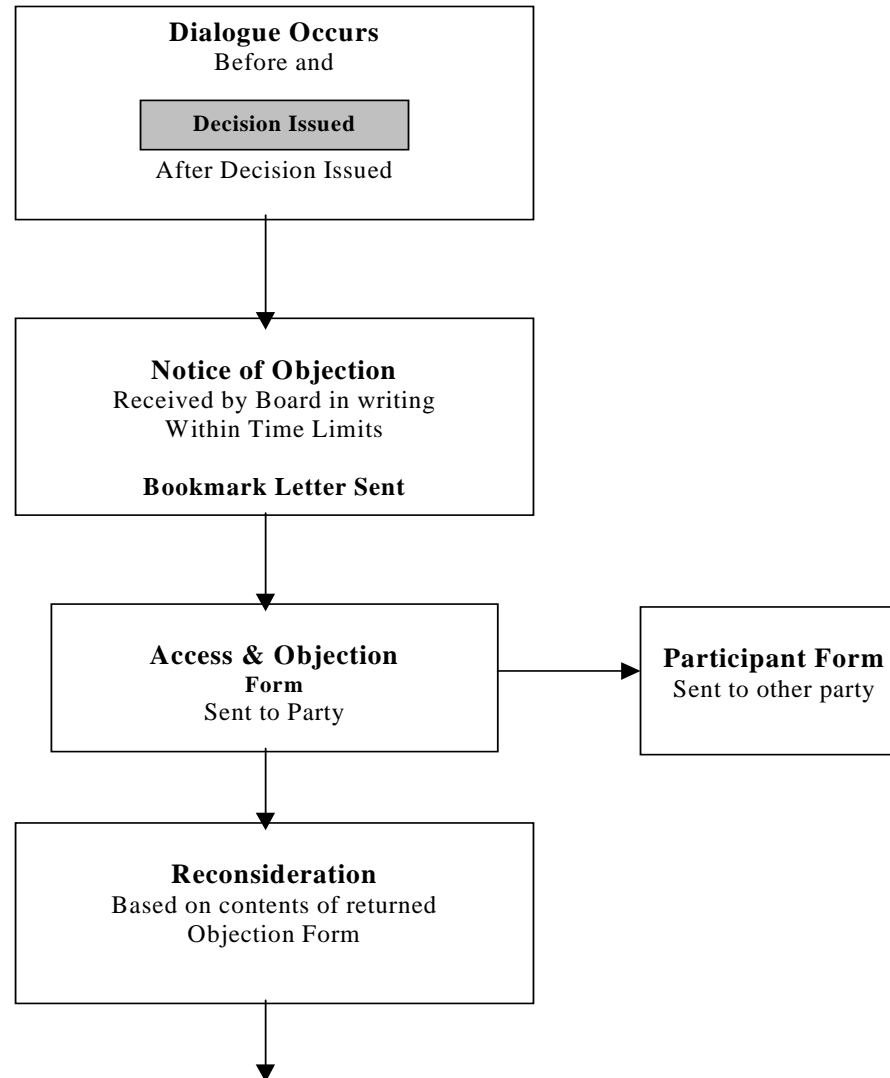 Dialogue Occurs
Before and
Decision Issued
After Decision Issued
Notice of Objection
Received by Board in writing
Within Time Limits
Bookmark Letter Sent
Access & Objection
Form
Sent to Party
Participant Form
Sent to other party
Reconsideration
Based on contents of returned
Objection Form